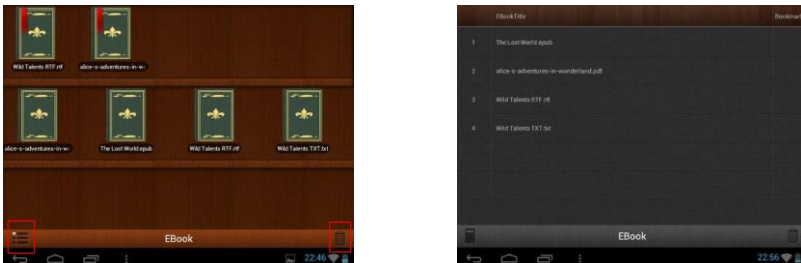 Wild Talents RTF.rtf
alice-s-adventures-in-w
alice-s-adventures-in-w
The Lost World.epub
Wild Talents RTF.rtf
Wild Talents TXT.txt
EBook
22:46
EBookTitle
Bookmark
1 The Lost World.epub
2 alice-s-adventures-in-wonderland.pdf
3 Wild Talents RTF.rtf
4 Wild Talents TXT.txt
EBook
22:56